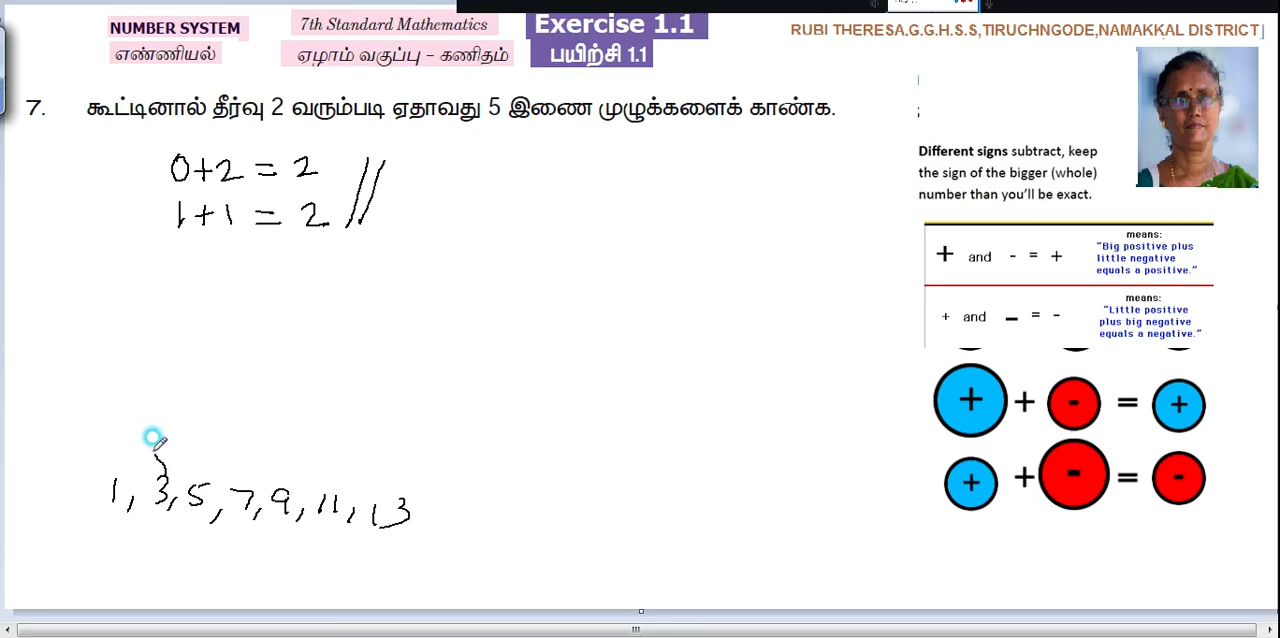 NUMBER SYSTEM
எண்ணியல்
7th Standard Mathematics
ஏழாம் வகுப்பு – கணிதம்
Exercise 1.1
பயிற்சி 1.1
RUBI THERESA,G.G.H.S.S,TIRUCHNGODE,NAMAKKAL DISTRICT]
7. கூட்டினால் தீர்வு 2 வரும்படி ஏதாவது 5 இணை முழுக்களைக் காண்க.
0+2 = 2
1+1 = 2 //
1, 3, 5, 7, 9, 11, 13
;
Different signs subtract, keep
the sign of the bigger (whole)
number than you'll be exact.
+ and - = +
means:
"Big positive plus
little negative
equals a positive."
+ and - = -
means:
"Little positive
plus big negative
equals a negative."
+ + - = +
+ + - = -